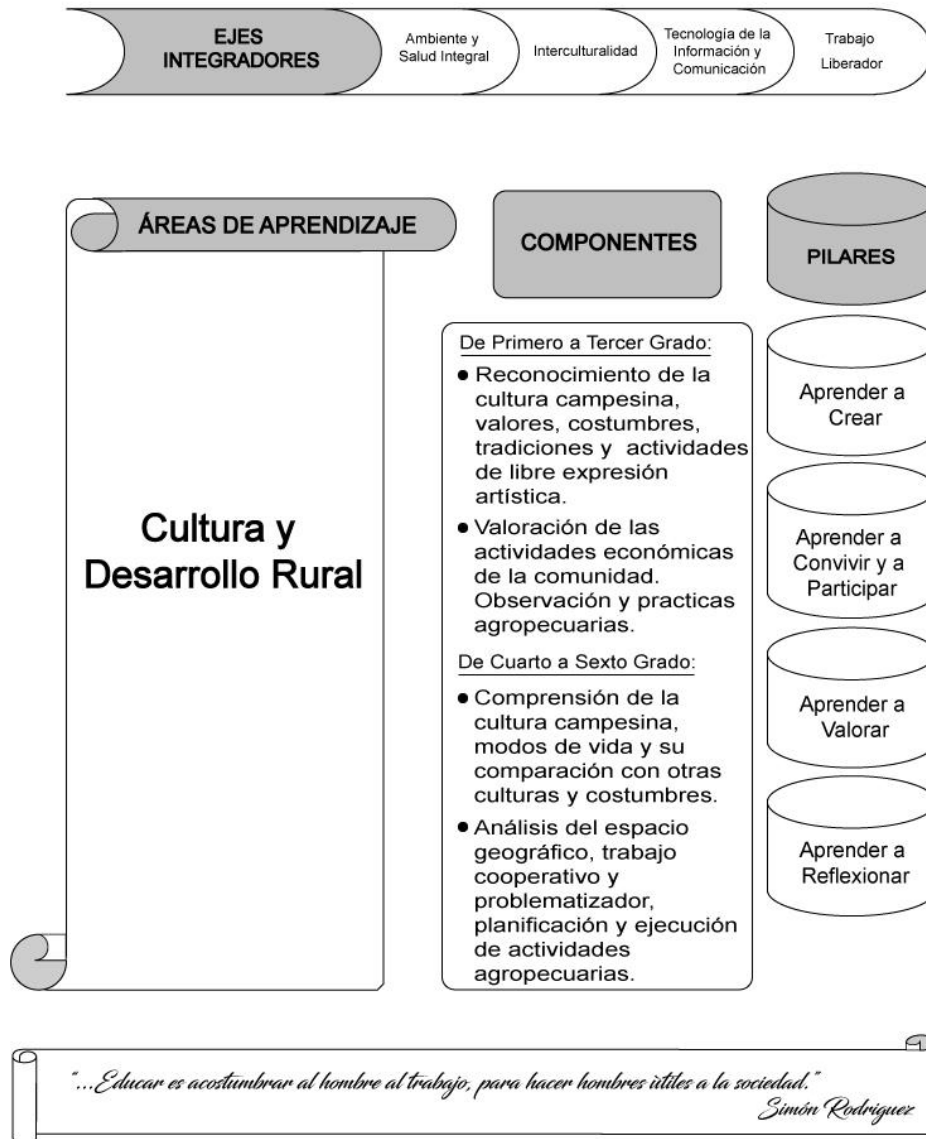 EJES
INTEGRADORES
Ambiente y
Salud Integral
Interculturalidad
Tecnología de la
Información y
Comunicación
Trabajo
Liberador
ÁREAS DE APRENDIZAJE
COMPONENTES
PILARES
Cultura y
Desarrollo Rural
De Primero a Tercer Grado:
● Reconocimiento de la
cultura campesina,
valores, costumbres,
tradiciones y actividades
de libre expresión
artística.
● Valoración de las
actividades económicas
de la comunidad.
Observación y practicas
agropecuarias.
De Cuarto a Sexto Grado:
● Comprensión de la
cultura campesina,
modos de vida y su
comparación con otras
culturas y costumbres.
● Análisis del espacio
geográfico, trabajo
cooperativo y
problematizador,
planificación y ejecución
de actividades
agropecuarias.
Aprender a
Crear
Aprender a
Convivir y a
Participar
Aprender a
Valorar
Aprender a
Reflexionar
"...Educar es acostumbrar al hombre al trabajo, para hacer hombres ùtiles a la sociedad."
Simón Rodriguez